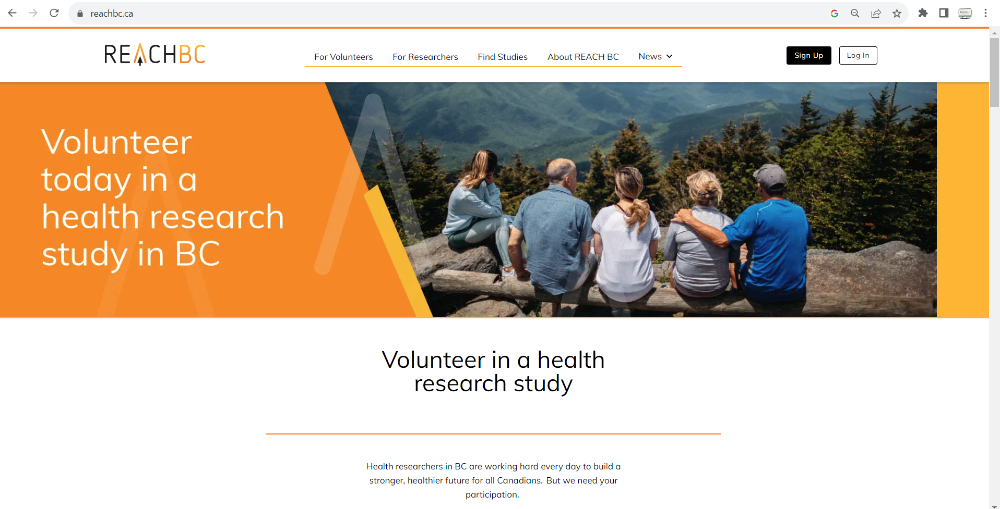 reachbc.ca
REACHBC
For Volunteers
For Researchers
Find Studies
About REACH BC
News
Sign Up
Log In
Volunteer
today in a
health research
study in BC
Volunteer in a health
research study
Health researchers in BC are working hard every day to build a
stronger, healthier future for all Canadians. But we need your
participation.